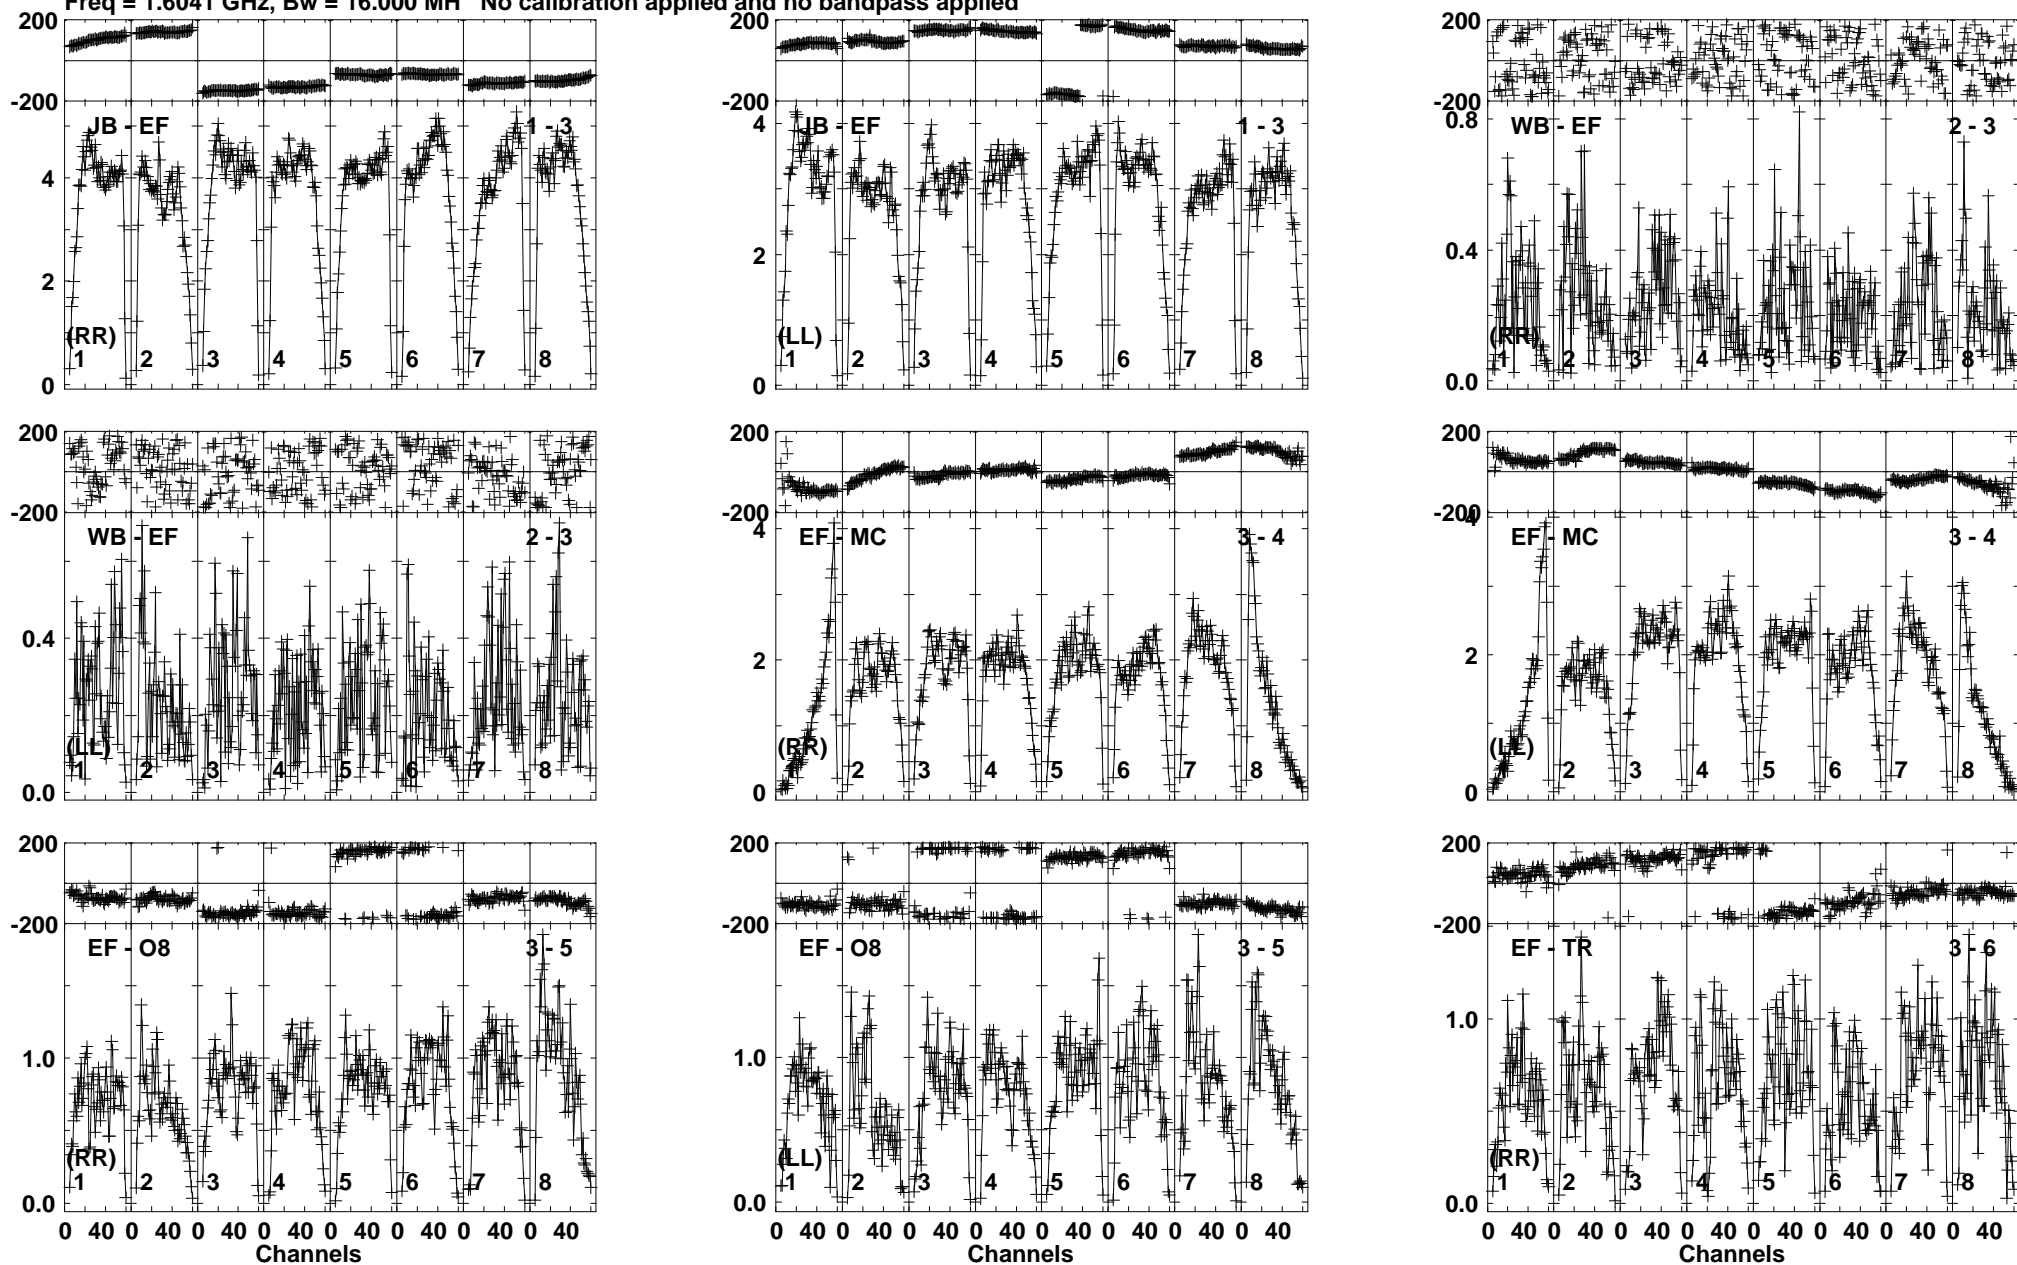 Freq = 1.6041 GHz, Bw = 16.000 MH   No calibration applied and no bandpass applied
200 200 200
-200 -200 -200
JB - EF 1 - 3 JB - EF 1 - 3 WB - EF 2 - 3
4 4 0.8
2 2 0.4
(RR) (LL) (RR)
1 2 3 4 5 6 7 8 1 2 3 4 5 6 7 8 1 2 3 4 5 6 7 8
0 0 0.0
200 200 200
-200 -200 -200
WB - EF 2 - 3 EF - MC 3 - 4 EF - MC 3 - 4
0.4 4 4
2 2
(LL) (RR) (LL)
1 2 3 4 5 6 7 8 1 2 3 4 5 6 7 8 1 2 3 4 5 6 7 8
0.0 0 0
200 200 200
-200 -200 -200
EF - O8 3 - 5 EF - O8 3 - 5 EF - TR 3 - 6
1.0 1.0 1.0
(RR) (LL) (RR)
1 2 3 4 5 6 7 8 1 2 3 4 5 6 7 8 1 2 3 4 5 6 7 8
0.0 0.0 0.0
0 40 0 40 0 40 0 40 0 40 0 40 0 40 0 40 0 40 0 40 0 40 0 40 0 40 0 40 0 40 0 40 0 40 0 40 0 40 0 40 0 40 0 40 0 40 0 40
Channels Channels Channels